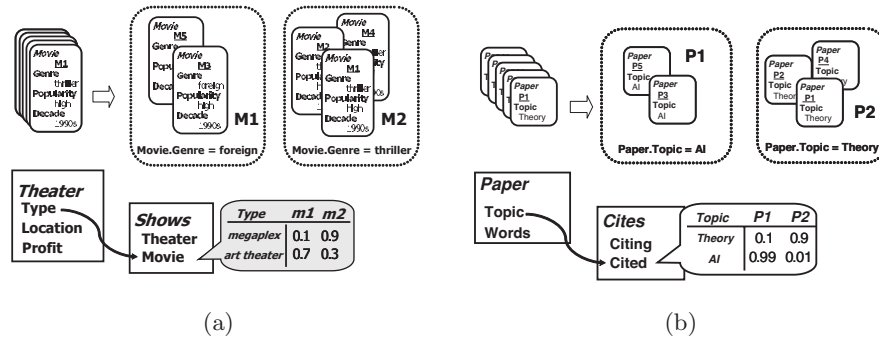 Movie
M1
Genre
thriller
Popularity
high
Decade
1990s
Movie
M5
Genre
Movie
M3
Genre
foreign
Popularity
high
Decade
1990s
M1
Movie.Genre = foreign
Movie
M4
Movie
M2
Genre
Movie
M1
Genre
thriller
Popularity
High
Decade
1990s
M2
Movie.Genre = thriller
Theater
Type
Location
Profit
Shows
Theater
Movie
Type m1 m2
megaplex 0.1 0.9
art theater 0.7 0.3
(a)
Paper
P1
Topic
Theory
Paper
P5
Topic
AI
Paper
P3
Topic
AI
P1
Paper.Topic = AI
Paper
P4
Paper
P2
Topic
Paper
P1
Topic
Theory
P2
Paper.Topic = Theory
Paper
Topic
Words
Cites
Citing
Cited
Topic P1 P2
Theory 0.1 0.9
AI 0.99 0.01
(b)